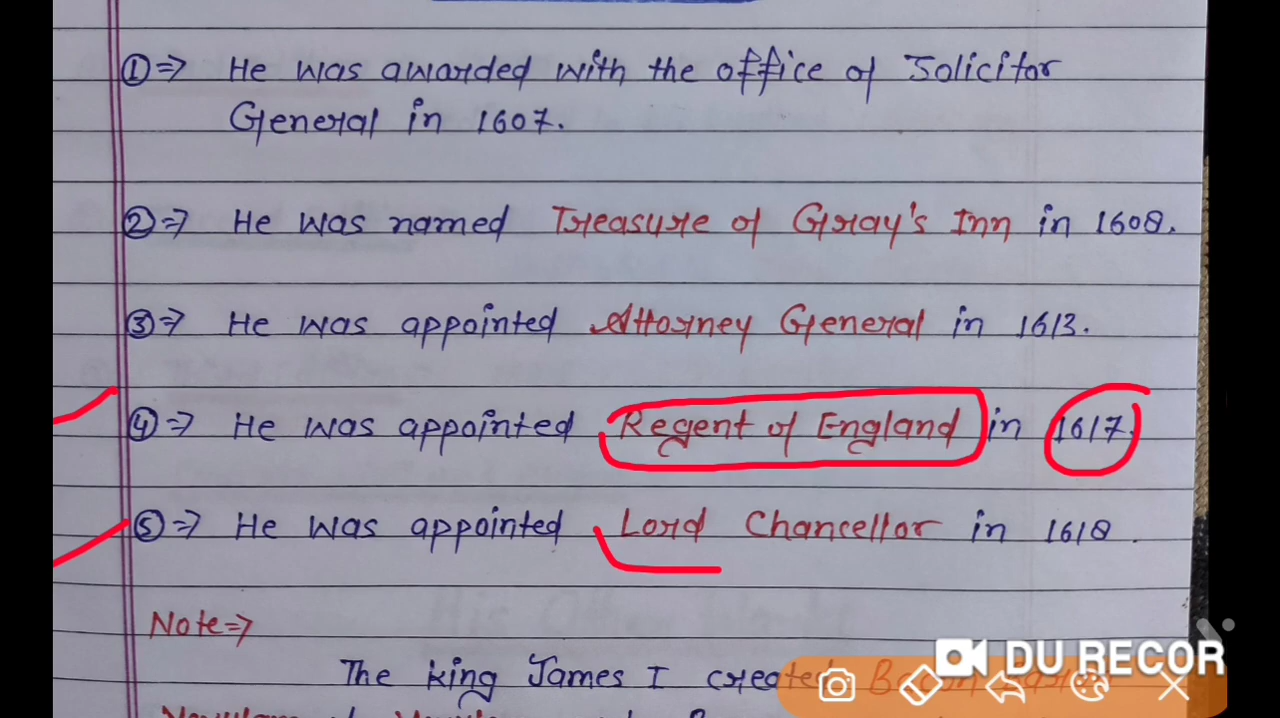 ①⇒ He was awarded with the office of Solicitor
General in 1607.
②⇒ He was named Treasure of Gray's Inn in 1608.
③⇒ He was appointed Attorney General in 1613.
④⇒ He was appointed Regent of England in 1617.
⑤⇒ He was appointed Lord Chancellor in 1618.
Note⇒
The king James I created Bacon
DU RECOR